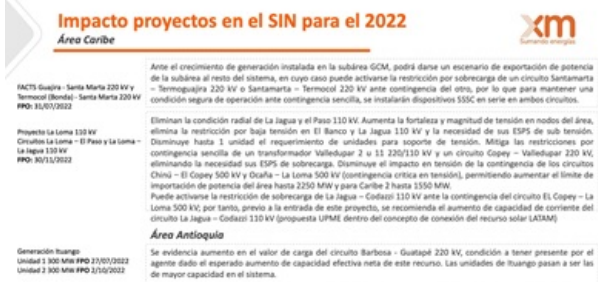 Impacto proyectos en el SIN para el 2022
Área Caribe
xm
Sumando energías
FACTS Guajira - Santa Marta 220 kV y
Termocol (Bonda) - Santa Marta 220 kV
FPO: 31/07/2022
Ante el crecimiento de generación instalada en la subárea GCM, podrá darse un escenario de exportación de potencia
de la subárea al resto del sistema, en cuyo caso puede activarse la restricción por sobrecarga de un circuito Santamarta
– Termoguajira 220 kV o Santamarta – Termocol 220 kV ante contingencia del otro, por lo que para mantener una
condición segura de operación ante contingencia sencilla, se instalarán dispositivos SSSC en serie en ambos circuitos.
Proyecto La Loma 110 kV
Circuitos La Loma – El Paso y La Loma –
La Jagua 110 kV
FPO: 30/11/2022
Eliminan la condición radial de La Jagua y el Paso 110 kV. Aumenta la fortaleza y magnitud de tensión en nodos del área,
elimina la restricción por baja tensión en El Banco y La Jagua 110 kV y la necesidad de sus ESPS de sub tensión.
Disminuye hasta 1 unidad el requerimiento de unidades para soporte de tensión. Mitiga las restricciones por
contingencia sencilla de un transformador Valledupar 2 u 11 220/110 kV y un circuito Copey – Valledupar 220 kV,
eliminando la necesidad sus ESPS de sobrecarga. Disminuye el impacto en tensión de la contingencia de los circuitos
Chinú – El Copey 500 kV y Ocaña – La Loma 500 kV (contingencia critica en tensión), permitiendo aumentar el límite de
importación de potencia del área hasta 2250 MW y para Caribe 2 hasta 1550 MW.
Puede activarse la restricción de sobrecarga de La Jagua – Codazzi 110 kV ante la contingencia del circuito EL Copey – La
Loma 500 kV; por tanto, previo a la entrada de este proyecto, se recomienda el aumento de capacidad de corriente del
circuito La Jagua – Codazzi 110 kV (propuesta UPME dentro del concepto de conexión del recurso solar LATAM)
Área Antioquia
Generación Ituango
Unidad 1 300 MW FPO 27/07/2022
Unidad 2 300 MW FPO 2/10/2022
Se evidencia aumento en el valor de carga del circuito Barbosa - Guatapé 220 kV, condición a tener presente por el
agente dado el esperado aumento de capacidad efectiva neta de este recurso. Las unidades de Ituango pasan a ser las
de mayor capacidad en el sistema.